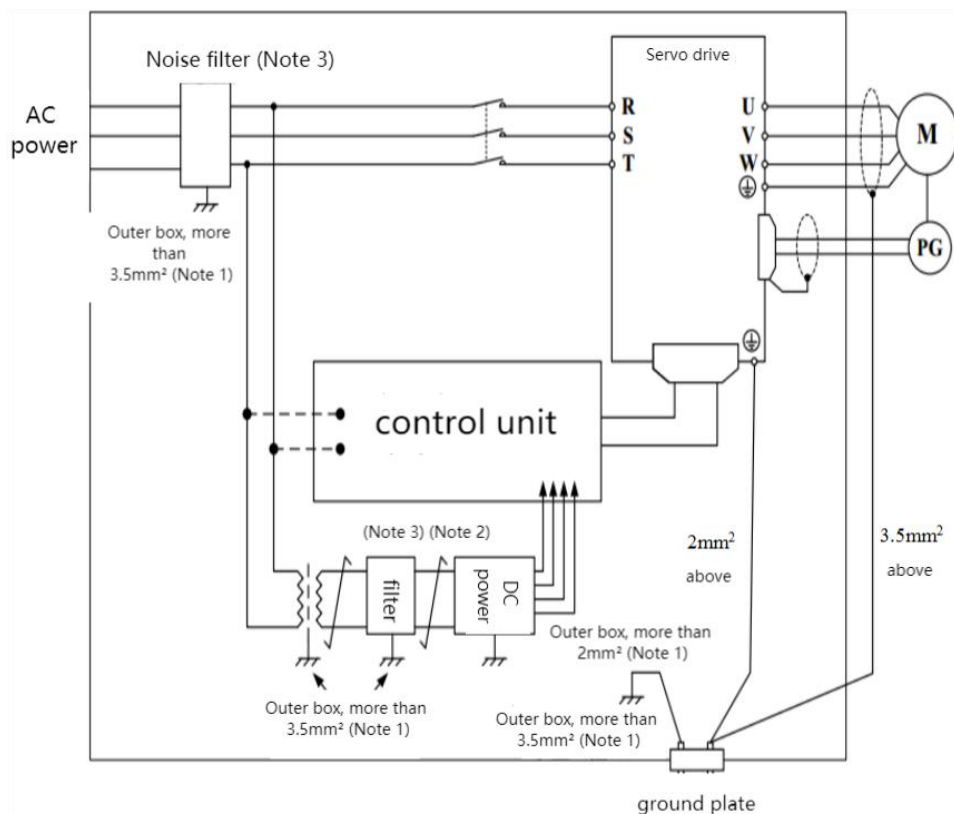 Noise filter (Note 3)
Servo drive
AC
power
R
S
T
U
V
W
M
PG
Outer box, more
than
3.5mm² (Note 1)
control unit
(Note 3) (Note 2)
filter
DC
power
2mm²
above
3.5mm²
above
Outer box, more than
2mm² (Note 1)
Outer box, more than
3.5mm² (Note 1)
Outer box, more than
3.5mm² (Note 1)
ground plate